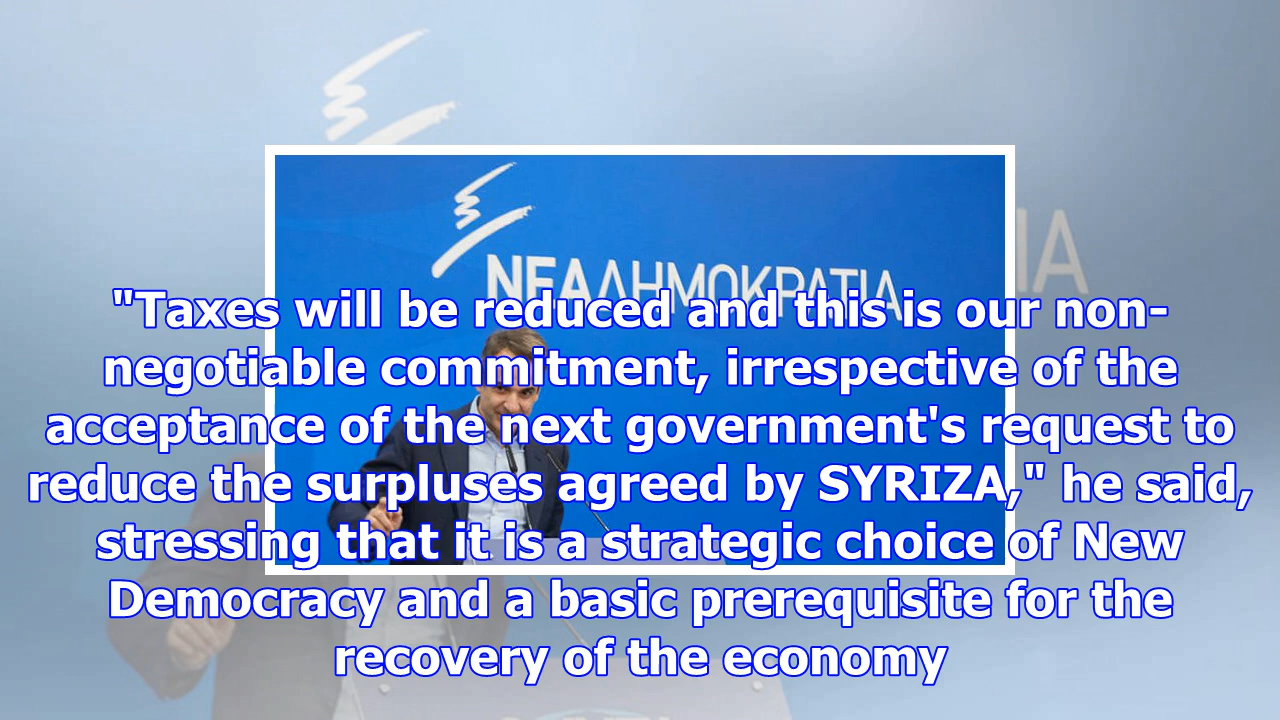 ΙΑ
ΝΕΑΔΗΜΟΚΡΑΤΙΑ
"Taxes will be reduced and this is our non-
negotiable commitment, irrespective of the
acceptance of the next government's request to
reduce the surpluses agreed by SYRIZA," he said,
stressing that it is a strategic choice of New
Democracy and a basic prerequisite for the
recovery of the economy